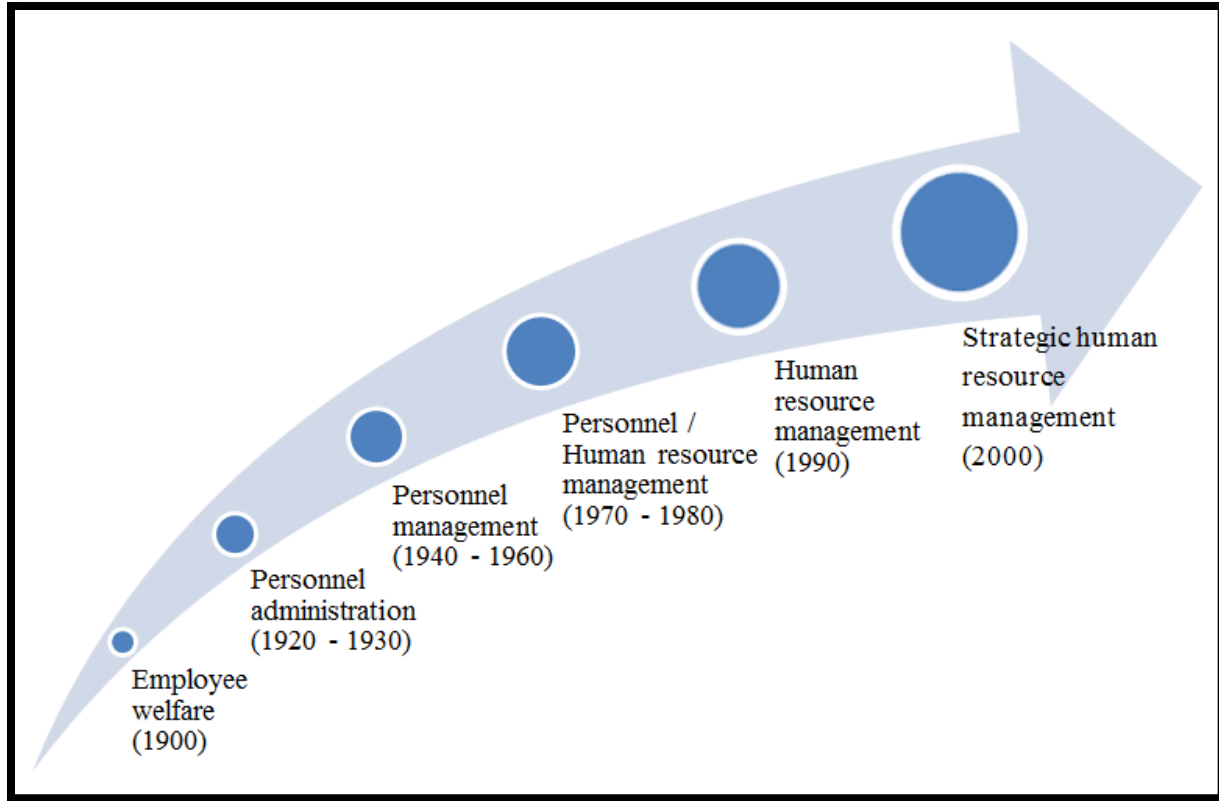 Employee
welfare
(1900)
Personnel
administration
(1920 - 1930)
Personnel
management
(1940 - 1960)
Personnel /
Human resource
management
(1970 - 1980)
Human
resource
management
(1990)
Strategic human
resource
management
(2000)